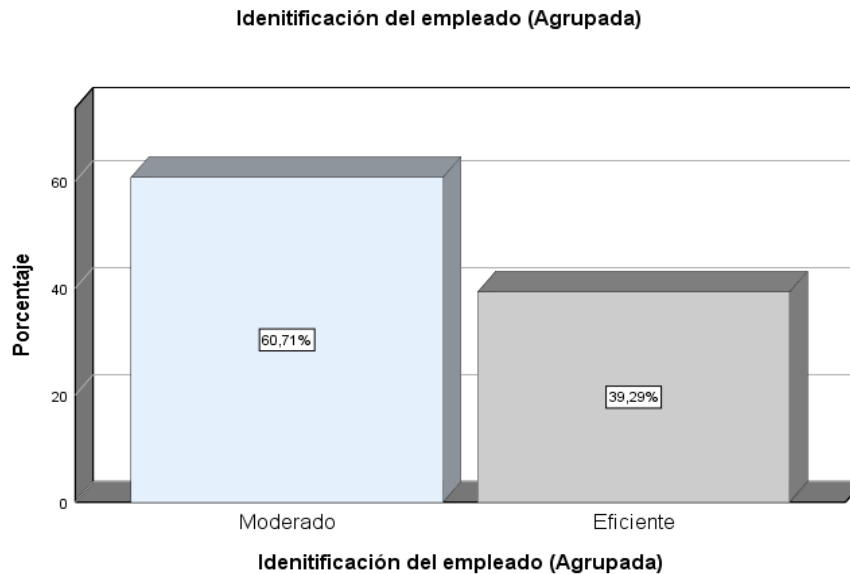 Idenitificación del empleado (Agrupada)
Porcentaje
60
40
20
0
60,71%
39,29%
Moderado
Eficiente
Idenitificación del empleado (Agrupada)